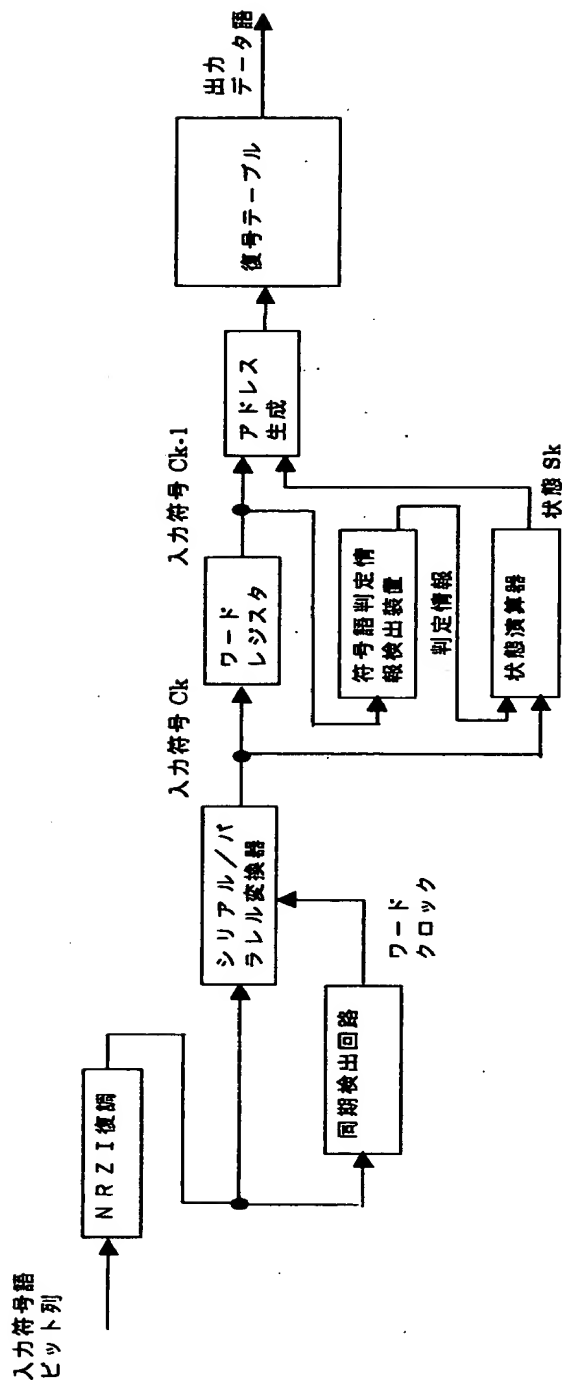 入力符号語
ビット列
NRZI復調
同期検出回路
ワード
クロック
シリアル/パ
ラレル変換器
入力符号 Ck
ワード
レジスタ
入力符号 Ck-1
符号語判定情
報検出装置
判定情報
状態演算器
状態 Sk
アドレス
生成
復号テーブル
出力
データ語